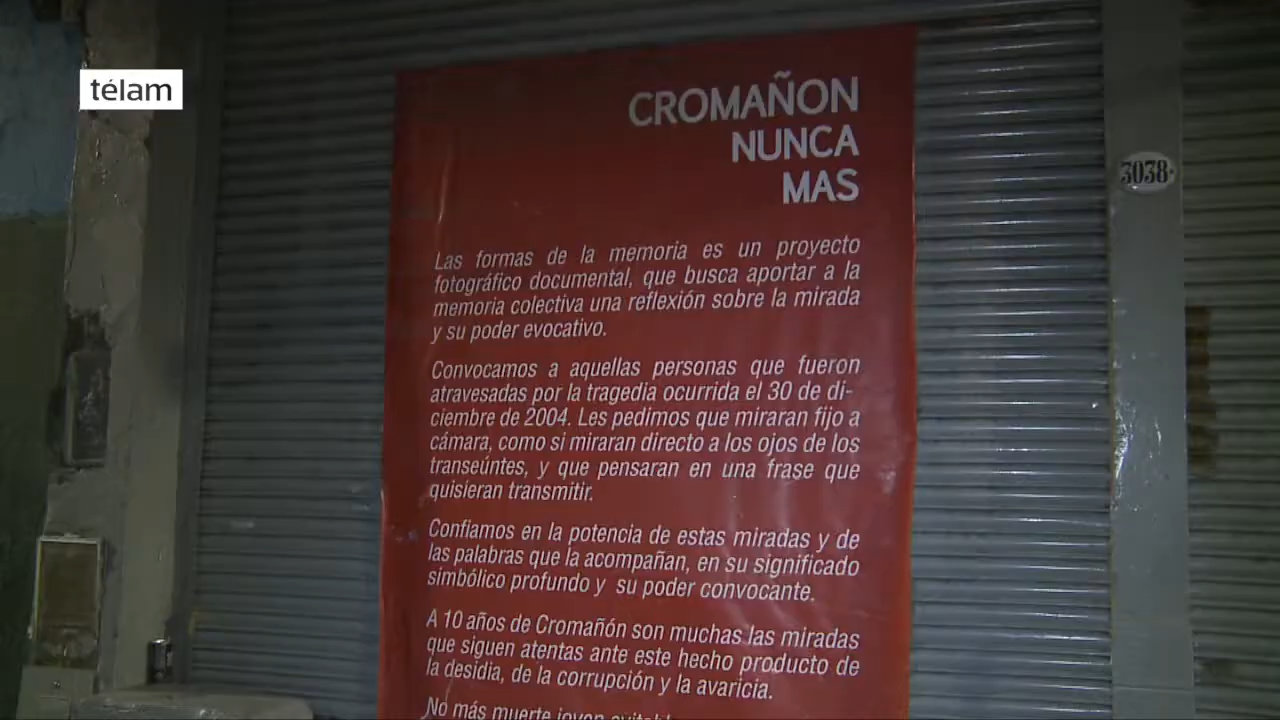 télam
CROMAÑON
NUNCA
MAS
3038
Las formas de la memoria es un proyecto
fotográfico documental, que busca aportar a la
memoria colectiva una reflexión sobre la mirada
y su poder evocativo.
Convocamos a aquellas personas que fueron
atravesadas por la tragedia ocurrida el 30 de di-
ciembre de 2004. Les pedimos que miraran fijo a
cámara, como si miraran directo a los ojos de los
transeúntes, y que pensaran en una frase que
quisieran transmitir.
Confiamos en la potencia de estas miradas y de
las palabras que la acompañan, en su significado
simbólico profundo y su poder convocante.
A 10 años de Cromañón son muchas las miradas
que siguen atentas ante este hecho producto de
la desidia, de la corrupción y la avaricia.
No más muerte joven